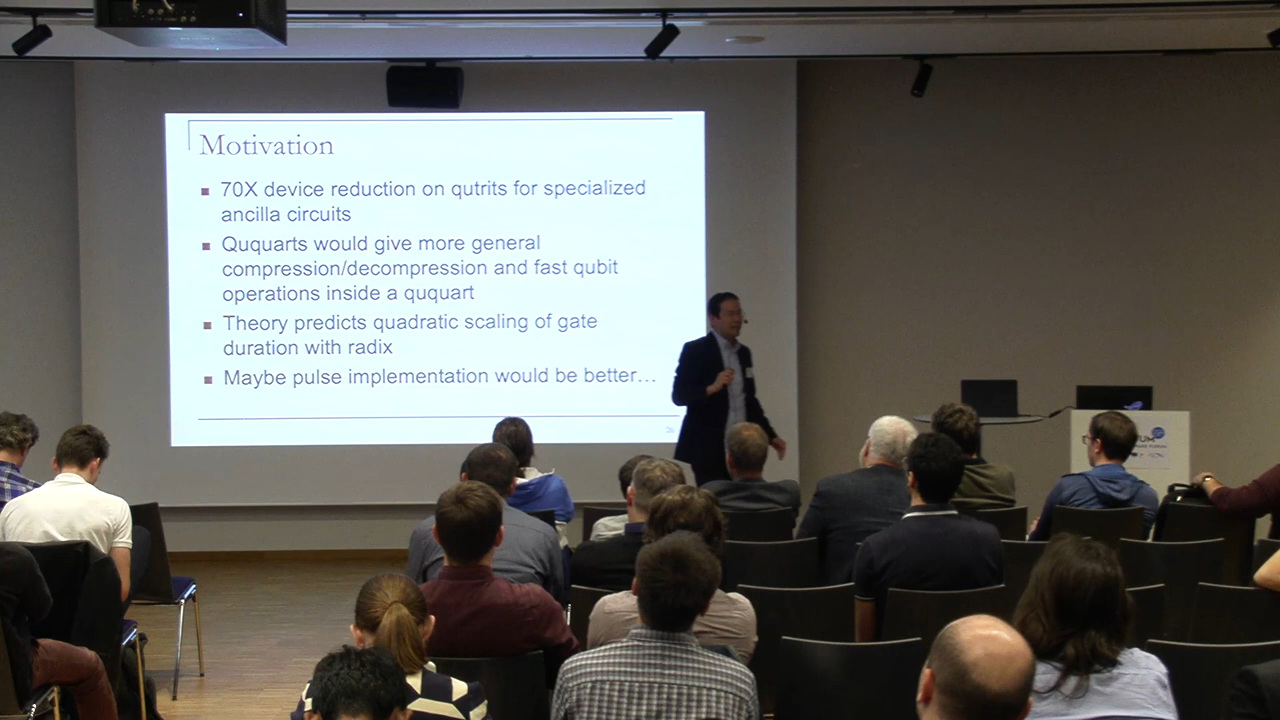 Motivation
70X device reduction on qutrits for specialized
ancilla circuits
Ququarts would give more general
compression/decompression and fast qubit
operations inside a ququart
Theory predicts quadratic scaling of gate
duration with radix
Maybe pulse implementation would be better…